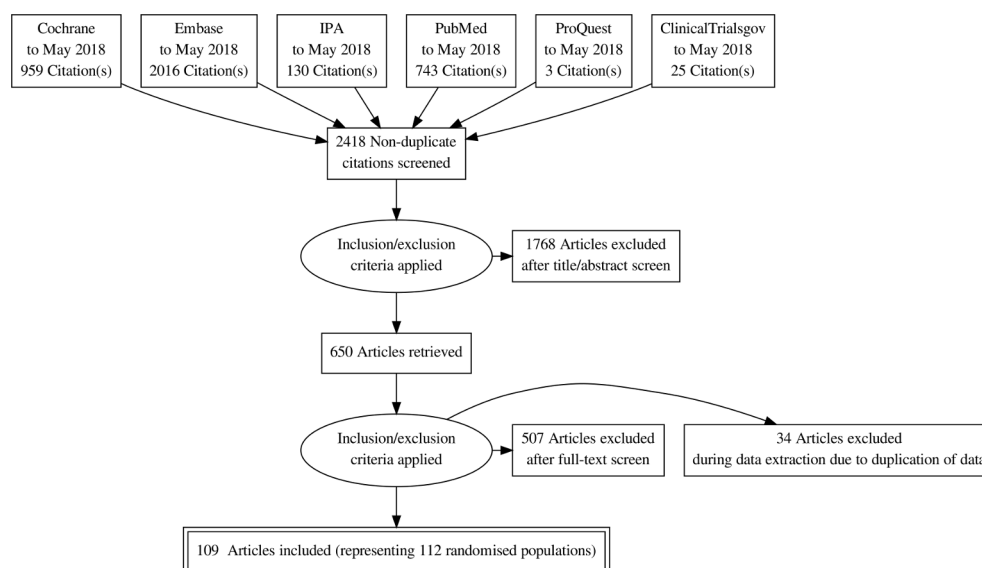 Cochrane
to May 2018
959 Citation(s)
Embase
to May 2018
2016 Citation(s)
IPA
to May 2018
130 Citation(s)
PubMed
to May 2018
743 Citation(s)
ProQuest
to May 2018
3 Citation(s)
ClinicalTrialsgov
to May 2018
25 Citation(s)
2418 Non-duplicate
citations screened
Inclusion/exclusion
criteria applied
1768 Articles excluded
after title/abstract screen
650 Articles retrieved
Inclusion/exclusion
criteria applied
507 Articles excluded
after full-text screen
34 Articles excluded
during data extraction due to duplication of data
109 Articles included (representing 112 randomised populations)